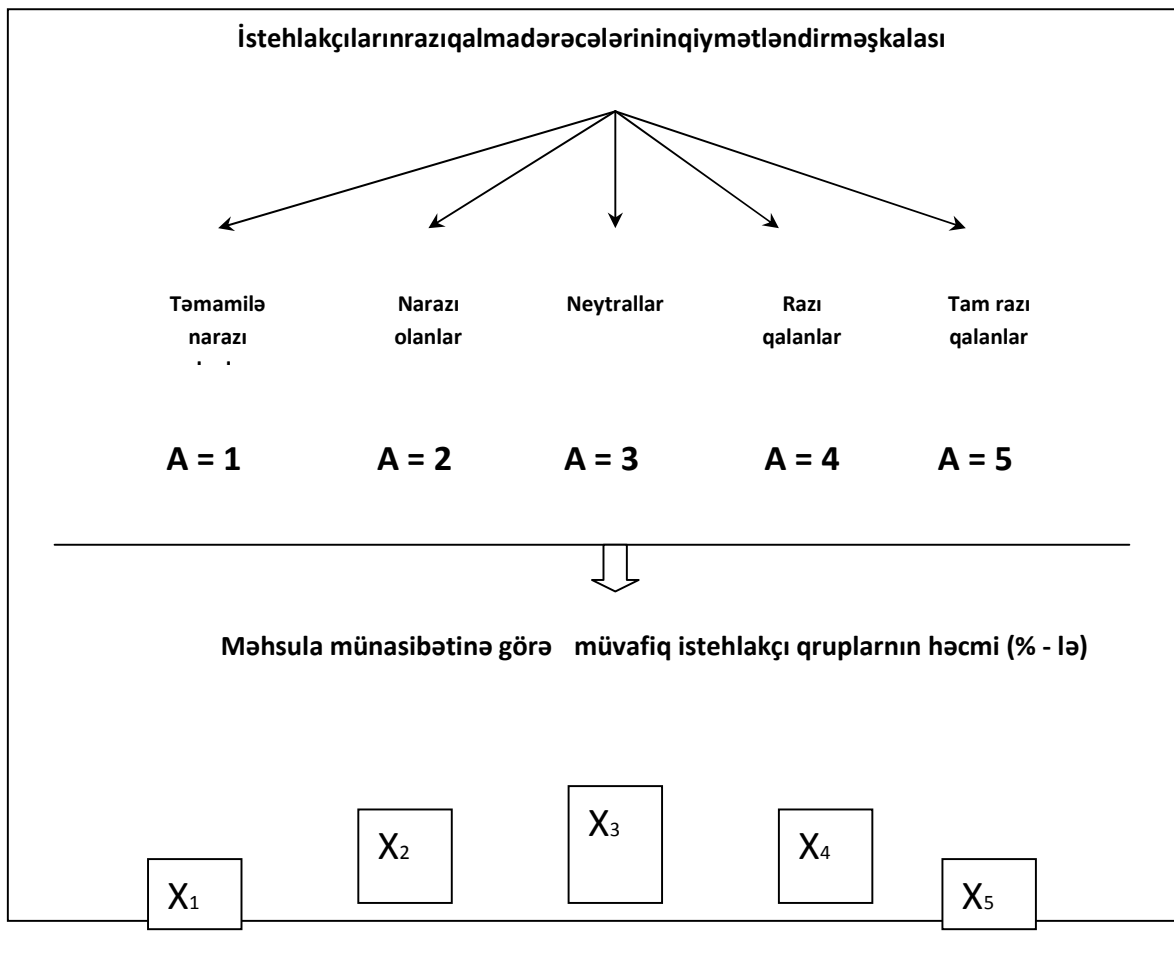 İstehlakçılarınrazıqalmadərəcələrininqiymətləndirməşkalası
Təmamilə Narazı Neytrallar Razı Tam razı
narazı olanlar qalanlar qalanlar
A = 1 A = 2 A = 3 A = 4 A = 5
Məhsula münasibətinə görə müvafiq istehlakçı qruplarnın həcmi (% - lə)
X1 X2 X3 X4 X5